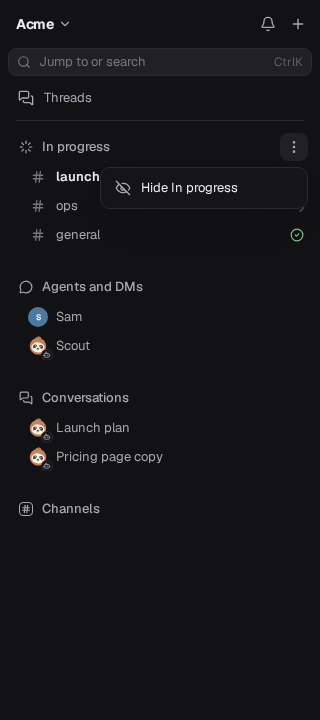 Acme
Jump to or search CtrlK
Threads
In progress
launch
Hide In progress
ops
general
Agents and DMs
S Sam
Scout
Conversations
Launch plan
Pricing page copy
Channels